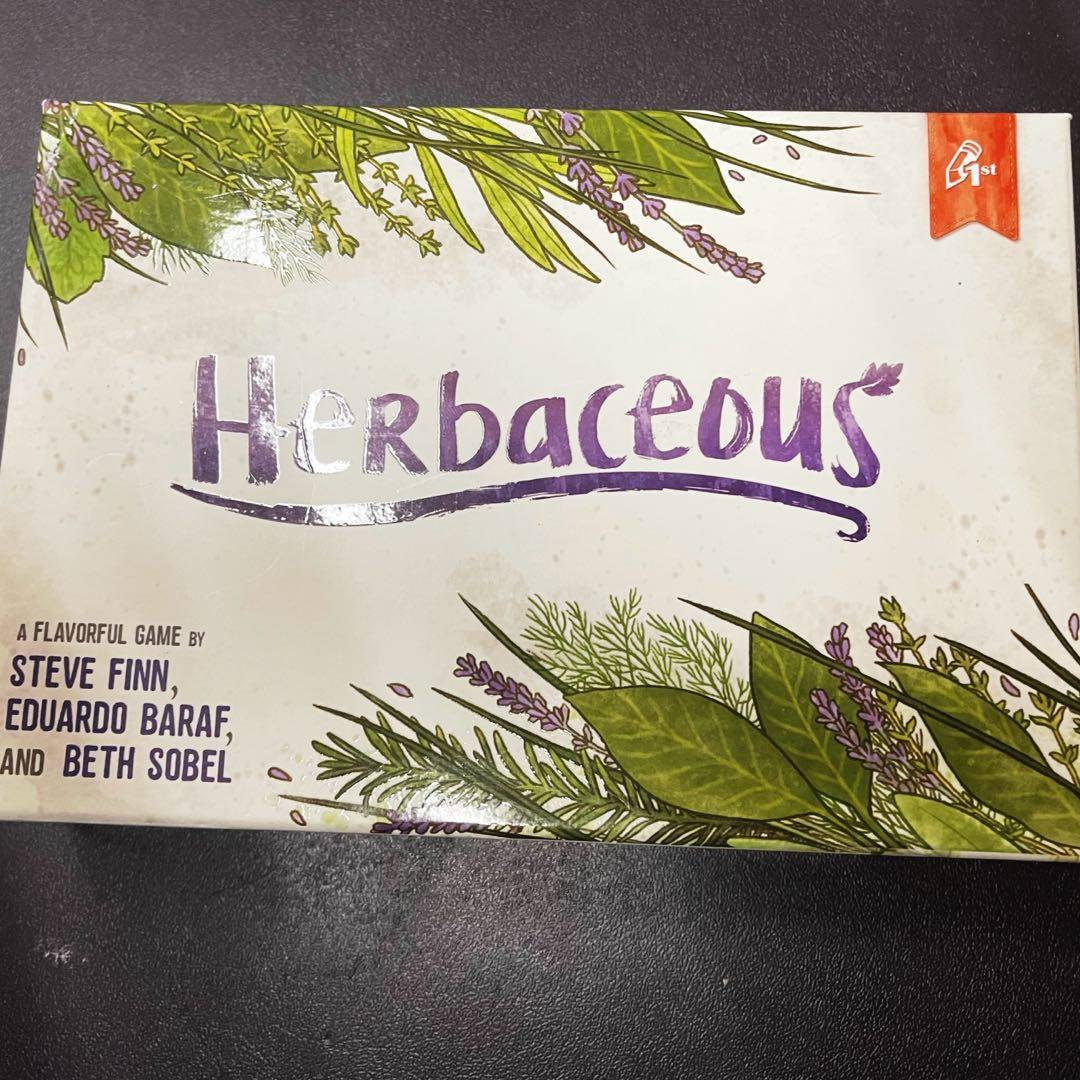 1st
Herbaceous
A FLAVORFUL GAME BY
STEVE FINN,
EDUARDO BARAF,
AND BETH SOBEL